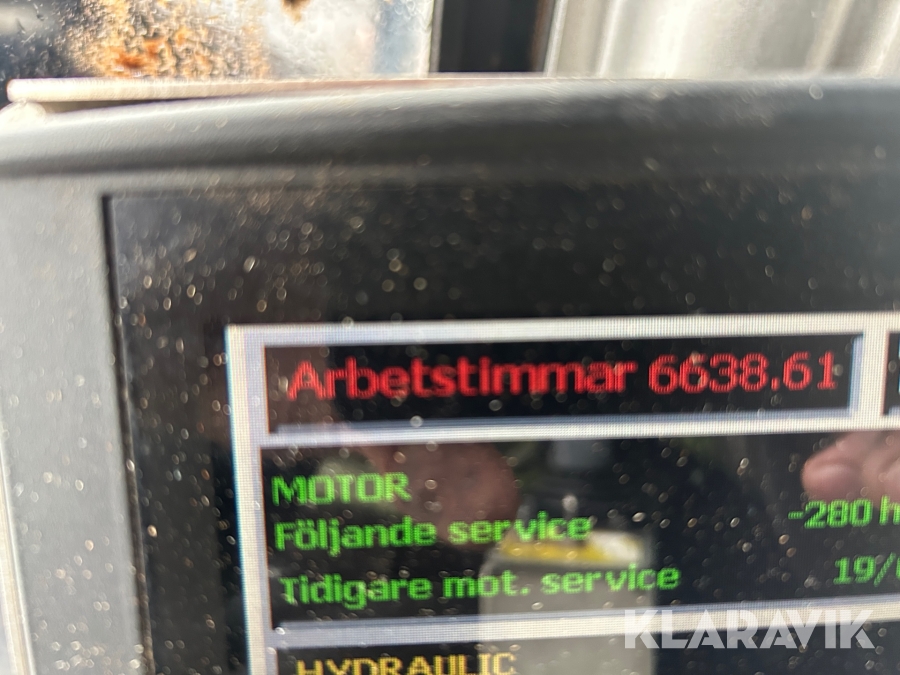 Arbetstimmar 6638.61
MOTOR
Följande service -280 h
Tidigare mot. service 19/
HYDRAULIC
KLARAVIK